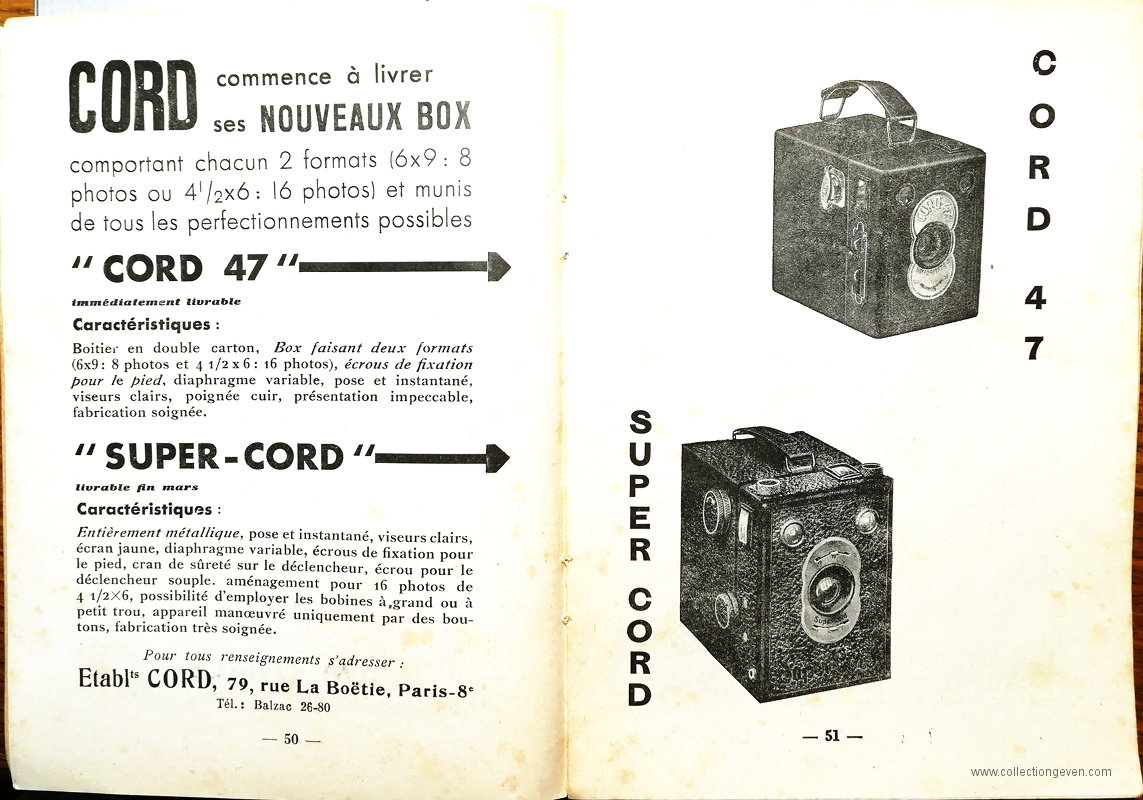 CORD commence à livrer
ses NOUVEAUX BOX
comportant chacun 2 formats (6x9 : 8
photos ou 4 1/2x6 : 16 photos) et munis
de tous les perfectionnements possibles
" CORD 47 "
immédiatement livrable
Caractéristiques :
Boitier en double carton, Box faisant deux formats
(6x9 : 8 photos et 4 1/2 x 6 : 16 photos), écrous de fixation
pour le pied, diaphragme variable, pose et instantané,
viseurs clairs, poignée cuir, présentation impeccable,
fabrication soignée.
" SUPER-CORD "
livrable fin mars
Caractéristiques :
Entièrement métallique, pose et instantané, viseurs clairs,
écran jaune, diaphragme variable, écrous de fixation pour
le pied, cran de sûreté sur le déclencheur, écrou pour le
déclencheur souple. aménagement pour 16 photos de
4 1/2×6, possibilité d'employer les bobines à grand ou à
petit trou, appareil manœuvré uniquement par des bou-
tons, fabrication très soignée.
Pour tous renseignements s'adresser :
Etablts CORD, 79, rue La Boëtie, Paris-8e
Tél. : Balzac 26-80
— 50 —
CORD 47
SUPER CORD
— 51 —
www.collectiongeven.com